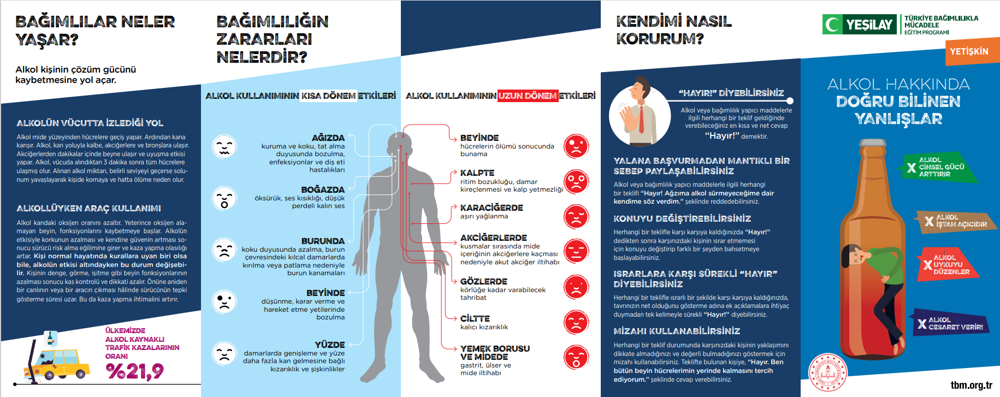 BAĞIMLILAR NELER
YAŞAR?
Alkol kişinin çözüm gücünü
kaybetmesine yol açar.
ALKOLÜN VÜCUTTA İZLEDİĞİ YOL
Alkol mide yüzeyinden hücrelere geçiş yapar. Ardından kana
karışır. Alkol, kan yoluyla kalbe, akciğerlere ve bronşlara ulaşır.
Akciğerlerden dakikalar içinde beyne ulaşır ve uyuşma etkisi
yapar. Alkol, vücuda alındıktan 3 dakika sonra tüm hücrelere
ulaşmış olur. Alınan alkol miktarı, belirli seviyeyi geçerse solu-
num yavaşlayarak kişide komaya ve hatta ölüme neden olur.
ALKOLLÜYKEN ARAÇ KULLANIMI
Alkol kandaki oksijen oranını azaltır. Yeterince oksijen ala-
mayan beyin, fonksiyonlarını kaybetmeye başlar. Alkolün
etkisiyle korkunun azalması ve kendine güvenin artması so-
nucu sürücü risk alma eğilimine girer ve kaza yapma olasılığı
artar. Kişi normal hayatında kurallara uyan biri olsa
bile, alkolün etkisi altındayken bu durum değişebi-
lir. Kişinin denge, görme, işitme gibi beyin fonksiyonlarının
azalması sonucu kas kontrolü ve dikkati azalır. Önüne aniden
bir canlının veya bir aracın çıkması hâlinde sürücünün tepki
gösterme süresi uzar. Bu da kaza yapma ihtimalini artırır.
ÜLKEMİZDE
ALKOL KAYNAKLI
TRAFİK KAZALARININ
ORANI
%21,9
BAĞIMLILIĞIN
ZARARLARI
NELERDİR?
ALKOL KULLANIMININ KISA DÖNEM ETKİLERİ
AĞIZDA
kuruma ve koku, tat alma
duyusunda bozulma,
enfeksiyonlar ve diş eti
hastalıkları
BOĞAZDA
öksürük, ses kısıklığı, düşük
perdeli kalın ses
BURUNDA
koku duyusunda azalma, burun
çevresindeki kılcal damarlarda
kırılma veya patlama nedeniyle
burun kanamaları
BEYİNDE
düşünme, karar verme ve
hareket etme yetilerinde
bozulma
YÜZDE
damarlarda genişleme ve yüze
daha fazla kan gelmesine bağlı
kızarıklık ve şişkinlikler
ALKOL KULLANIMININ UZUN DÖNEM ETKİLERİ
BEYİNDE
hücrelerin ölümü sonucunda
bunama
KALPTE
ritim bozukluğu, damar
kireçlenmesi ve kalp yetmezliği
KARACİĞERDE
aşırı yağlanma
AKCİĞERLERDE
kusmalar sırasında mide
içeriğinin akciğerlere kaçması
nedeniyle akut akciğer iltihabı
GÖZLERDE
körlüğe kadar varabilecek
tahribat
CİLTTE
kalıcı kızarıklık
YEMEK BORUSU
VE MİDEDE
gastrit, ülser ve
mide iltihabı
KENDİMİ NASIL
KORURUM?
"HAYIR!" DİYEBİLİRSİNİZ
Alkol veya bağımlılık yapıcı maddelerle
ilgili herhangi bir teklif geldiğinde
verebileceğiniz en kısa ve net cevap
"Hayır!" demektir.
YALANA BAŞVURMADAN MANTIKLI BİR
SEBEP PAYLAŞABİLİRSİNİZ
Alkol veya bağımlılık yapıcı maddelerle ilgili herhangi
bir teklifi "Hayır! Ağzıma alkol sürmeyeceğime dair
kendime söz verdim." şeklinde reddedebilirsiniz.
KONUYU DEĞİŞTİREBİLİRSİNİZ
Herhangi bir teklifle karşı karşıya kaldığınızda "Hayır!"
dedikten sonra karşınızdaki kişinin ısrar etmemesi
için konuyu değiştirip farklı bir şeyden bahsetmeye
başlayabilirsiniz.
ISRARLARA KARŞI SÜREKLİ "HAYIR"
DİYEBİLİRSİNİZ
Herhangi bir teklifle ısrarlı bir şekilde karşı karşıya kaldığınızda,
tavrınızın net olduğunu gösterme adına ek açıklamalara ihtiyaç
duymadan tek kelimeyle sürekli "Hayır!" diyebilirsiniz.
MİZAHI KULLANABİLİRSİNİZ
Herhangi bir teklif durumunda karşınızdaki kişinin yaklaşımını
dikkate almadığınızı ve değerli bulmadığınızı göstermek için
mizahı kullanabilirsiniz. Teklifte bulunan kişiye, "Hayır. Ben
bütün beyin hücrelerimin yerinde kalmasını tercih
ediyorum." şeklinde cevap verebilirsiniz.
YEŞİLAY
TÜRKİYE BAĞIMLILIKLA
MÜCADELE
EĞİTİM PROGRAMI
YETİŞKİN
ALKOL HAKKINDA
DOĞRU BİLİNEN
YANLIŞLAR
X ALKOL
CİNSEL GÜCÜ
ARTTIRIR
X ALKOL
İŞTAH AÇICIDIR
X ALKOL
UYKUYU
DÜZENLER
X ALKOL
CESARET VERİR!
tbm.org.tr